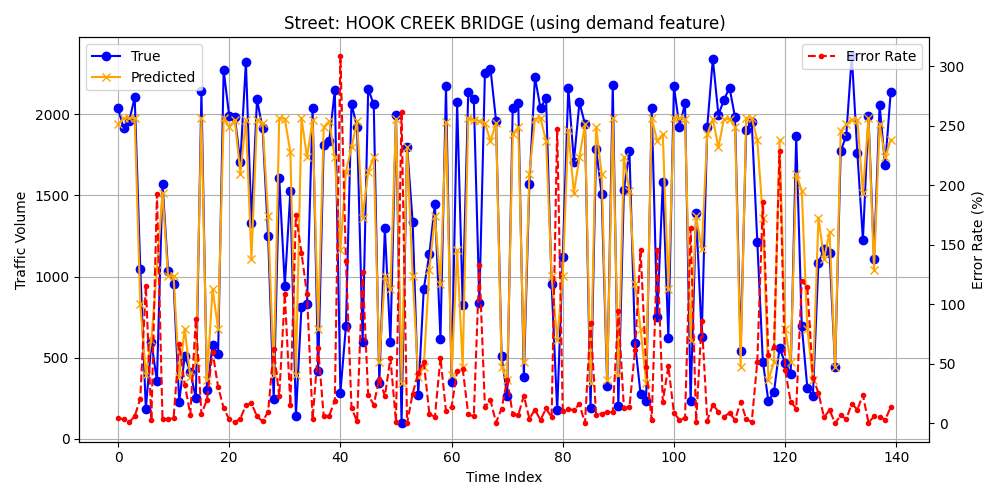 Street: HOOK CREEK BRIDGE (using demand feature)
True
Predicted
Error Rate
Traffic Volume
2000
1500
1000
500
0
Error Rate (%)
300
250
200
150
100
50
0
0 20 40 60 80 100 120 140
Time Index